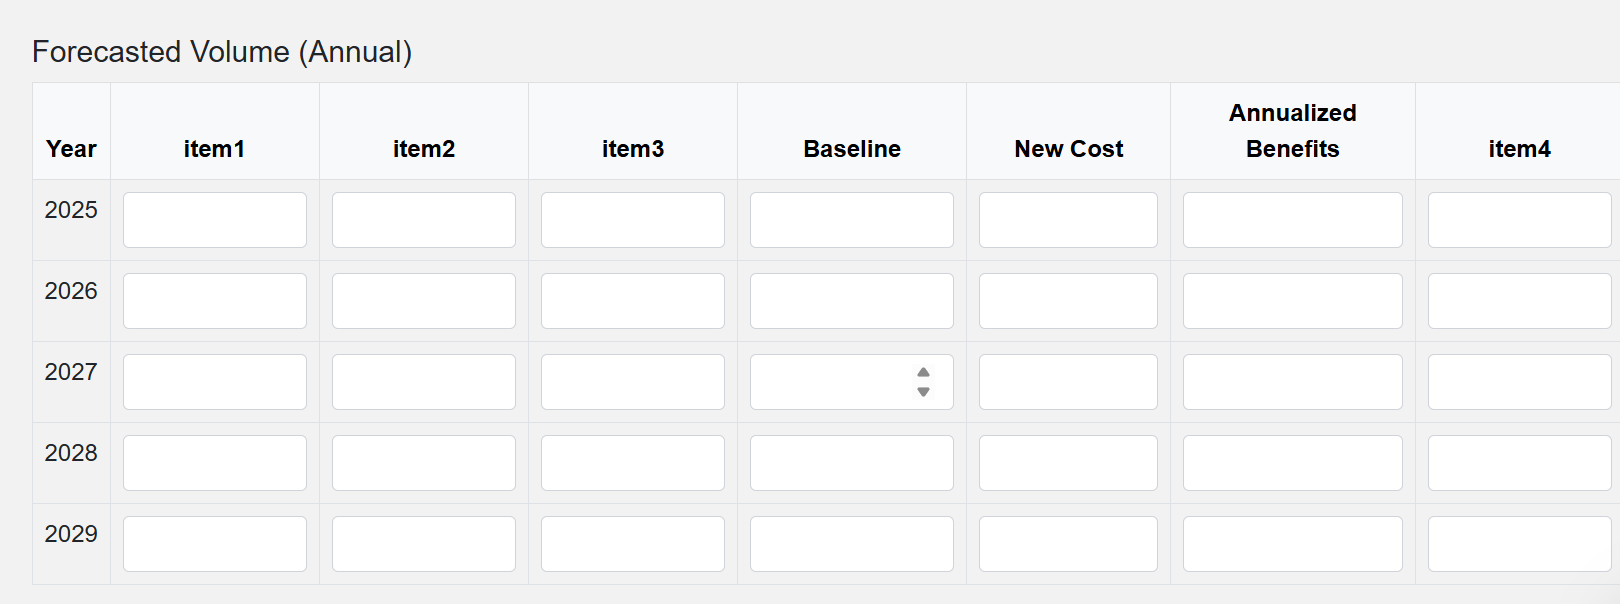 Forecasted Volume (Annual)
Year item1 item2 item3 Baseline New Cost Annualized Benefits item4
2025
2026
2027
2028
2029